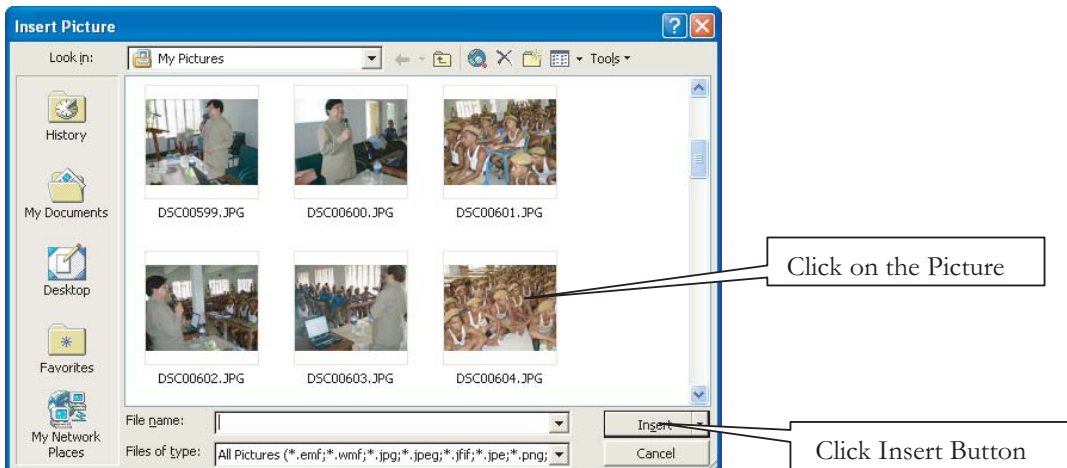 Insert Picture
Look in:
My Pictures
Tools
History
My Documents
Desktop
Favorites
My Network
Places
DSC00599.JPG
DSC00600.JPG
DSC00601.JPG
DSC00602.JPG
DSC00603.JPG
DSC00604.JPG
File name:
Insert
Files of type:
All Pictures (*.emf;*.wmf;*.jpg;*.jpeg;*.jfif;*.jpe;*.png;
Cancel
Click on the Picture
Click Insert Button